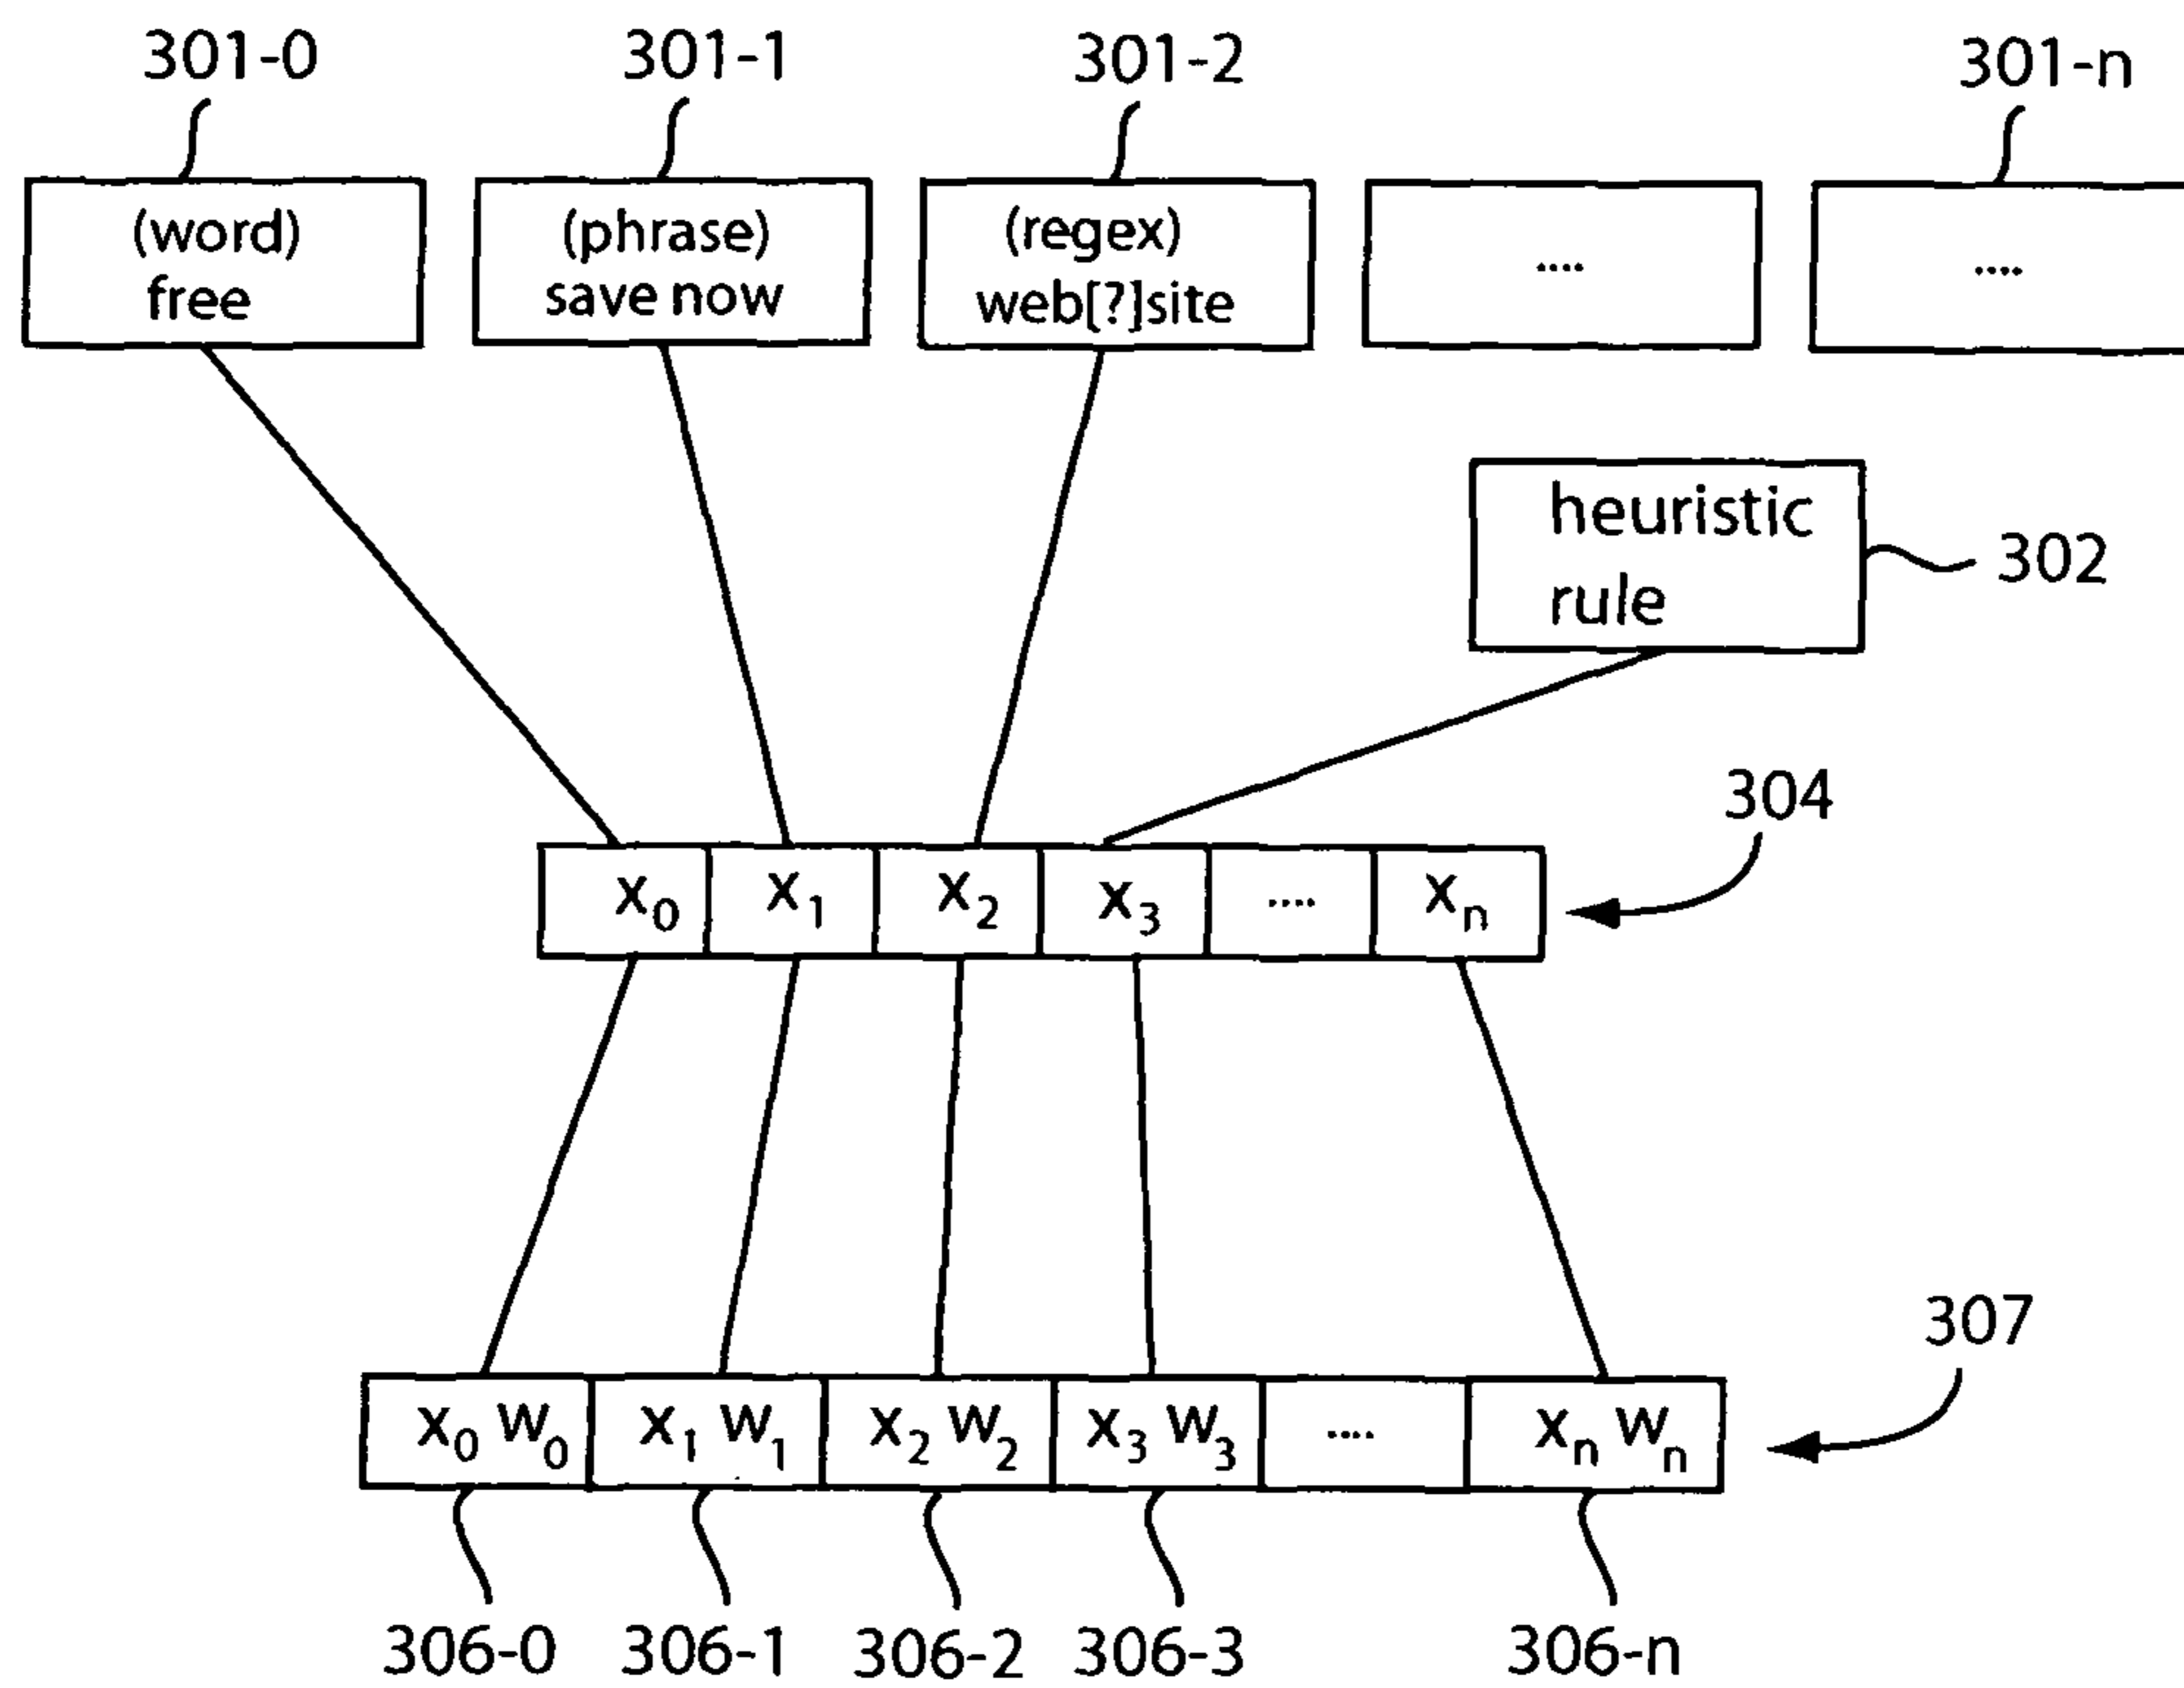 301-0 301-1 301-2 301-n
(word) (phrase) (regex)
free save now web[?]site .... ....
heuristic
rule
302
304
x0 x1 x2 x3 .... xn
307
x0 w0 x1 w1 x2 w2 x3 w3 .... xn wn
306-0 306-1 306-2 306-3 306-n